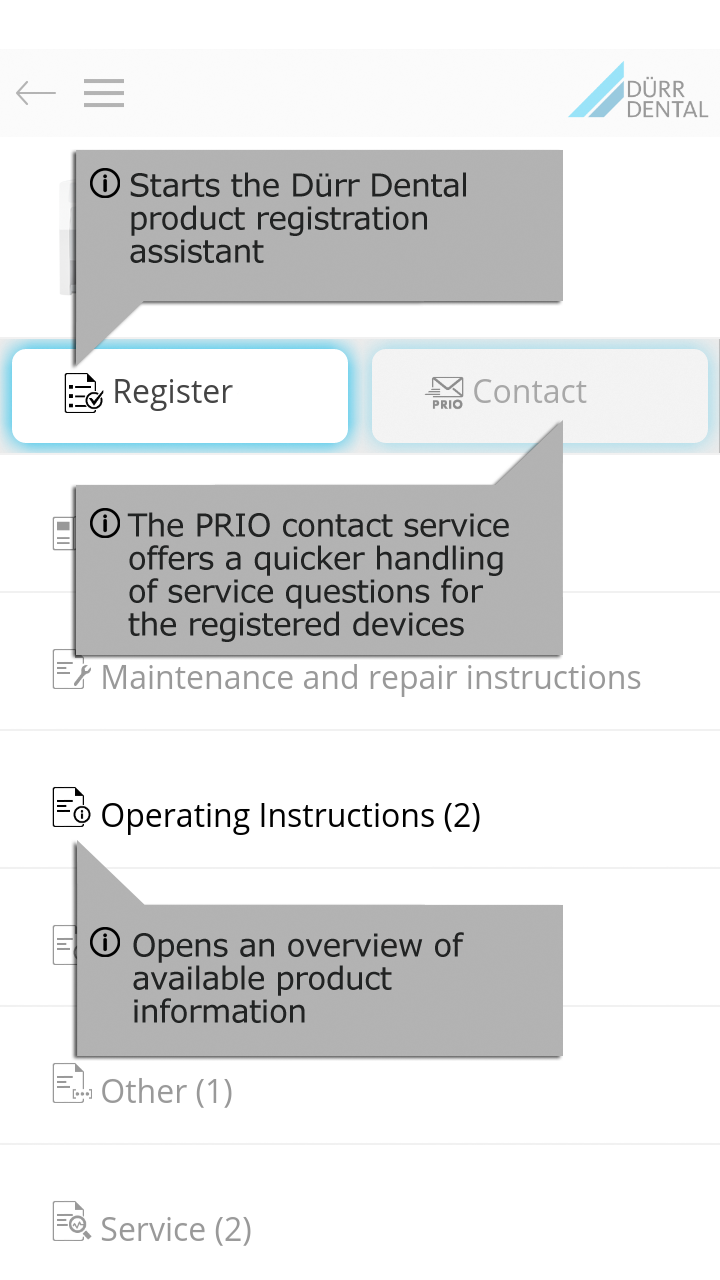 DÜRR
DENTAL
Starts the Dürr Dental
product registration
assistant
Register
PRIO
Contact
The PRIO contact service
offers a quicker handling
of service questions for
the registered devices
Maintenance and repair instructions
Operating Instructions (2)
Opens an overview of
available product
information
Other (1)
Service (2)